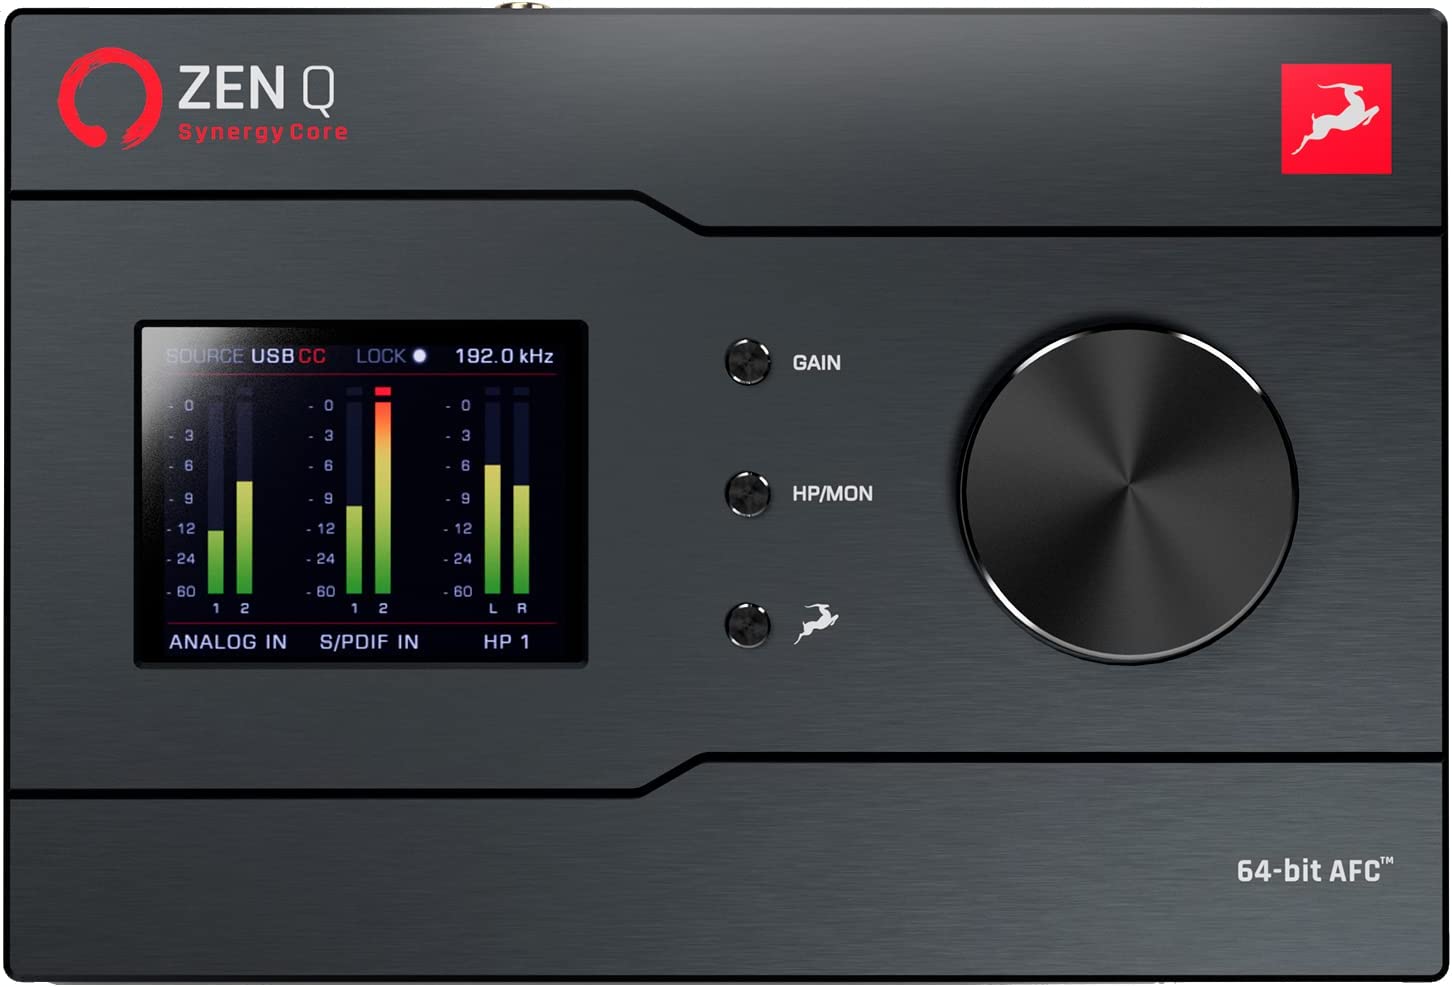 ZEN Q
Synergy Core
SOURCE USB CC LOCK 192.0 kHz
- 0 - 0 - 0
- 3 - 3 - 3
- 6 - 6 - 6
- 9 - 9 - 9
- 12 - 12 - 12
- 24 - 24 - 24
- 60 - 60 - 60
1 2 1 2 L R
ANALOG IN S/PDIF IN HP 1
GAIN
HP/MON
64-bit AFC™